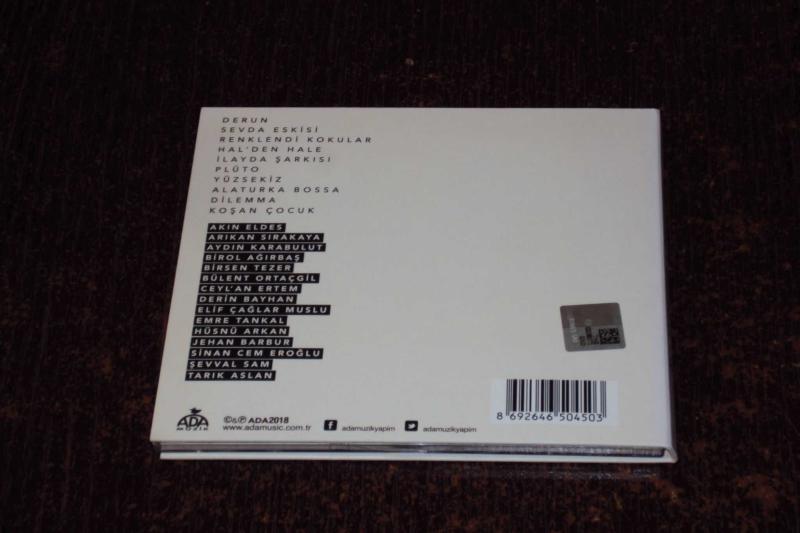 DERUN
SEVDA ESKİSİ
RENKLENDİ KOKULAR
HAL'DEN HALE
İLAYDA ŞARKISI
PLÜTO
YÜZSEKİZ
ALATURKA BOSSA
DİLEMMA
KOŞAN ÇOCUK
AKIN ELDES
ARIKAN SIRAKAYA
AYDIN KARABULUT
BİROL AĞIRBAŞ
BİRSEN TEZER
BÜLENT ORTAÇGİL
CEYL'AN ERTEM
DERİN BAYHAN
ELİF ÇAĞLAR MUSLU
EMRE TANKAL
HÜSNÜ ARKAN
JEHAN BARBUR
SİNAN CEM EROĞLU
ŞEVVAL SAM
TARIK ASLAN
8 692646 504503
ADA
MÜZİK
©&℗ ADA2018
www.adamusic.com.tr
adamuzikyapim
adamuzikyapim